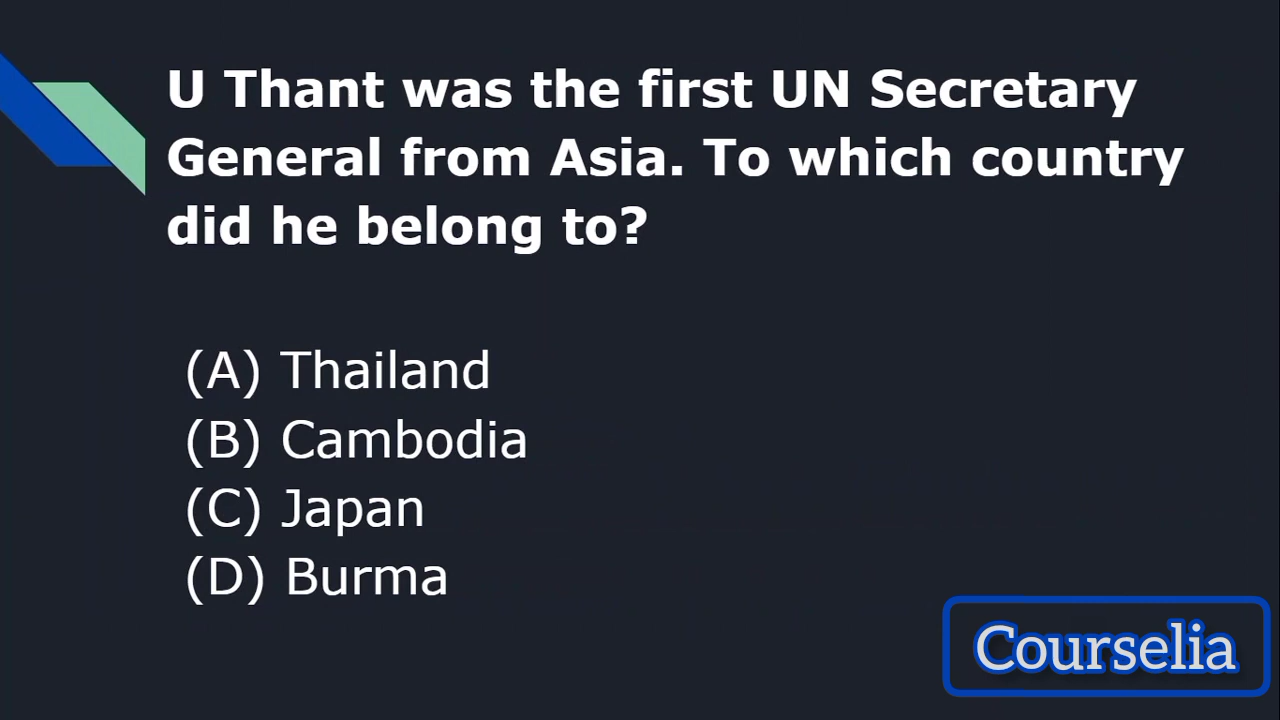 U Thant was the first UN Secretary
General from Asia. To which country
did he belong to?
(A) Thailand
(B) Cambodia
(C) Japan
(D) Burma
Courselia